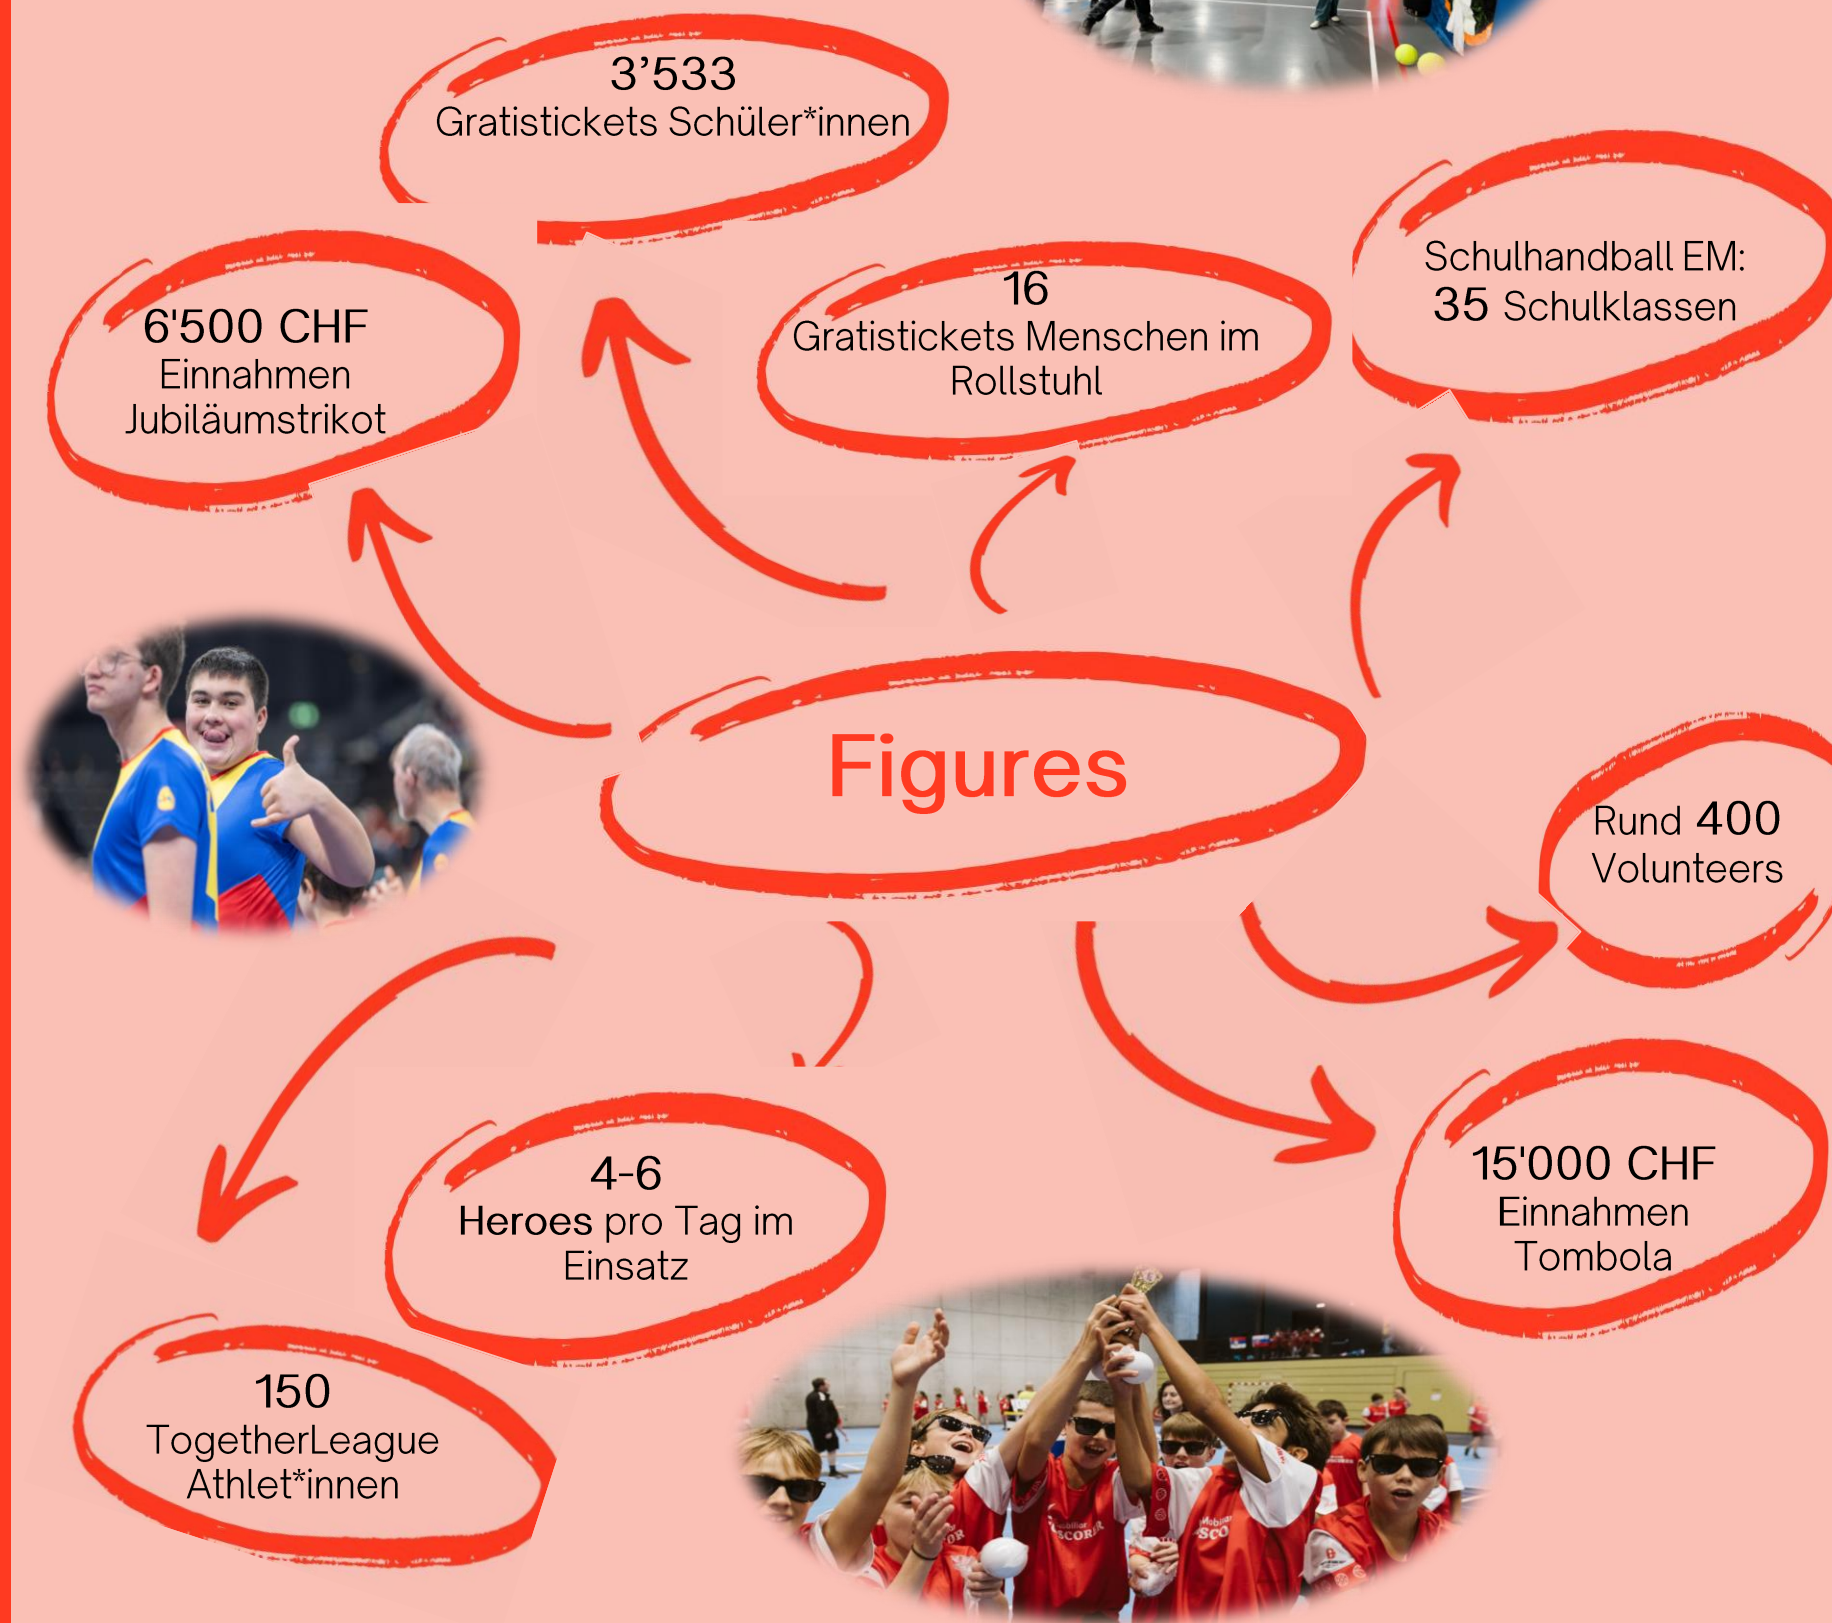 3’533
Gratistickets Schüler*innen
6'500 CHF
Einnahmen
Jubiläumstrikot
16
Gratistickets Menschen im
Rollstuhl
Schulhandball EM:
35 Schulklassen
Figures
Rund 400
Volunteers
15'000 CHF
Einnahmen
Tombola
4-6
Heroes pro Tag im
Einsatz
150
TogetherLeague
Athlet*innen